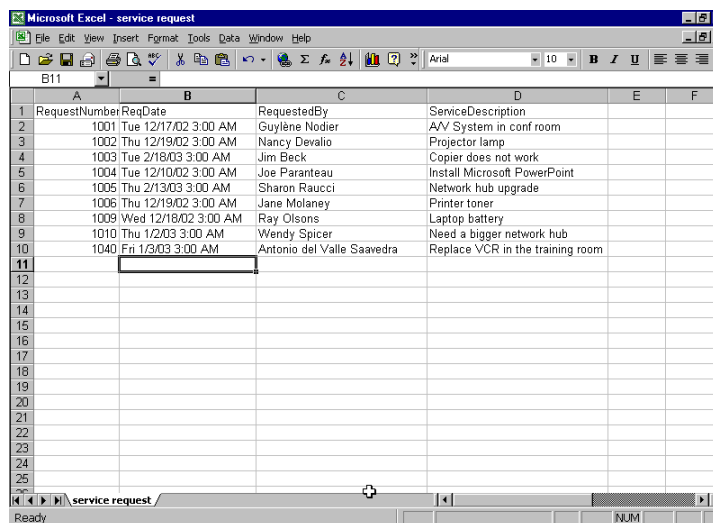 Microsoft Excel - service request
File Edit View Insert Format Tools Data Window Help
Arial 10 B I U
B11 =
A B C D E F
1 RequestNumber ReqDate RequestedBy ServiceDescription
2 1001 Tue 12/17/02 3:00 AM Guylène Nodier A/V System in conf room
3 1002 Thu 12/19/02 3:00 AM Nancy Devalio Projector lamp
4 1003 Tue 2/18/03 3:00 AM Jim Beck Copier does not work
5 1004 Tue 12/10/02 3:00 AM Joe Paranteau Install Microsoft PowerPoint
6 1005 Thu 2/13/03 3:00 AM Sharon Raucci Network hub upgrade
7 1006 Thu 12/19/02 3:00 AM Jane Molaney Printer toner
8 1009 Wed 12/18/02 3:00 AM Ray Olsons Laptop battery
9 1010 Thu 1/2/03 3:00 AM Wendy Spicer Need a bigger network hub
10 1040 Fri 1/3/03 3:00 AM Antonio del Valle Saavedra Replace VCR in the training room
11
12
13
14
15
16
17
18
19
20
21
22
23
24
25
service request
Ready NUM